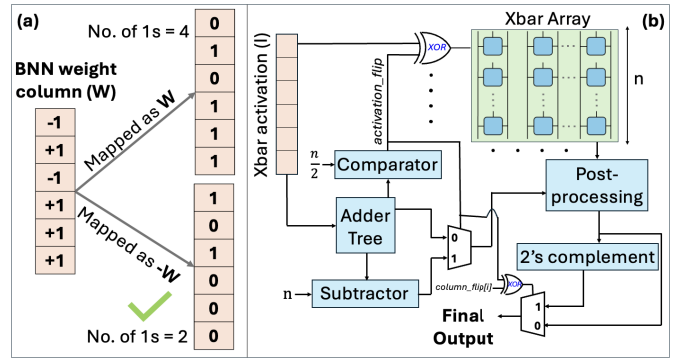 (a)
No. of 1s = 4
BNN weight
column (W)
-1
+1
-1
+1
+1
+1
Mapped as W
Mapped as -W
0
1
0
1
1
1
1
0
1
0
0
0
No. of 1s = 2
(b)
Xbar activation (I)
activation_flip
XOR
Xbar Array
n
n/2
Comparator
Adder
Tree
n
Subtractor
0
1
Post-
processing
2's complement
column_flip[i]
XOR
1
0
Final
Output